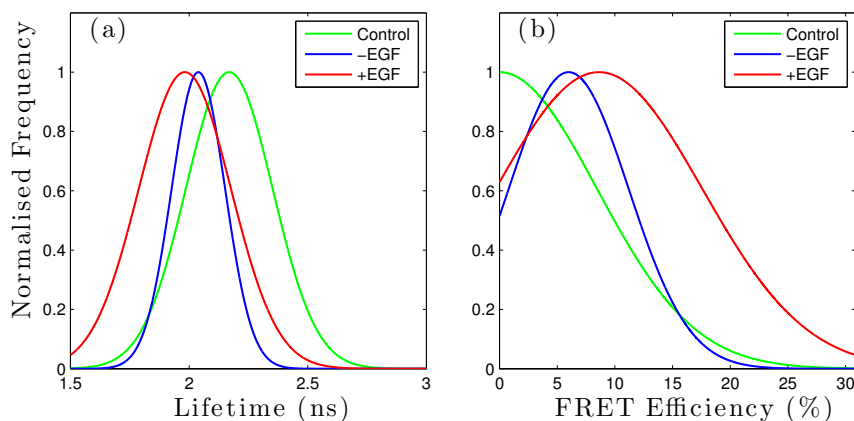 (a)
Control
−EGF
+EGF
Normalised Frequency
1
0.8
0.6
0.4
0.2
0
1.5
2
2.5
3
Lifetime (ns)
(b)
Control
−EGF
+EGF
1
0.8
0.6
0.4
0.2
0
0
5
10
15
20
25
30
FRET Efficiency (%)